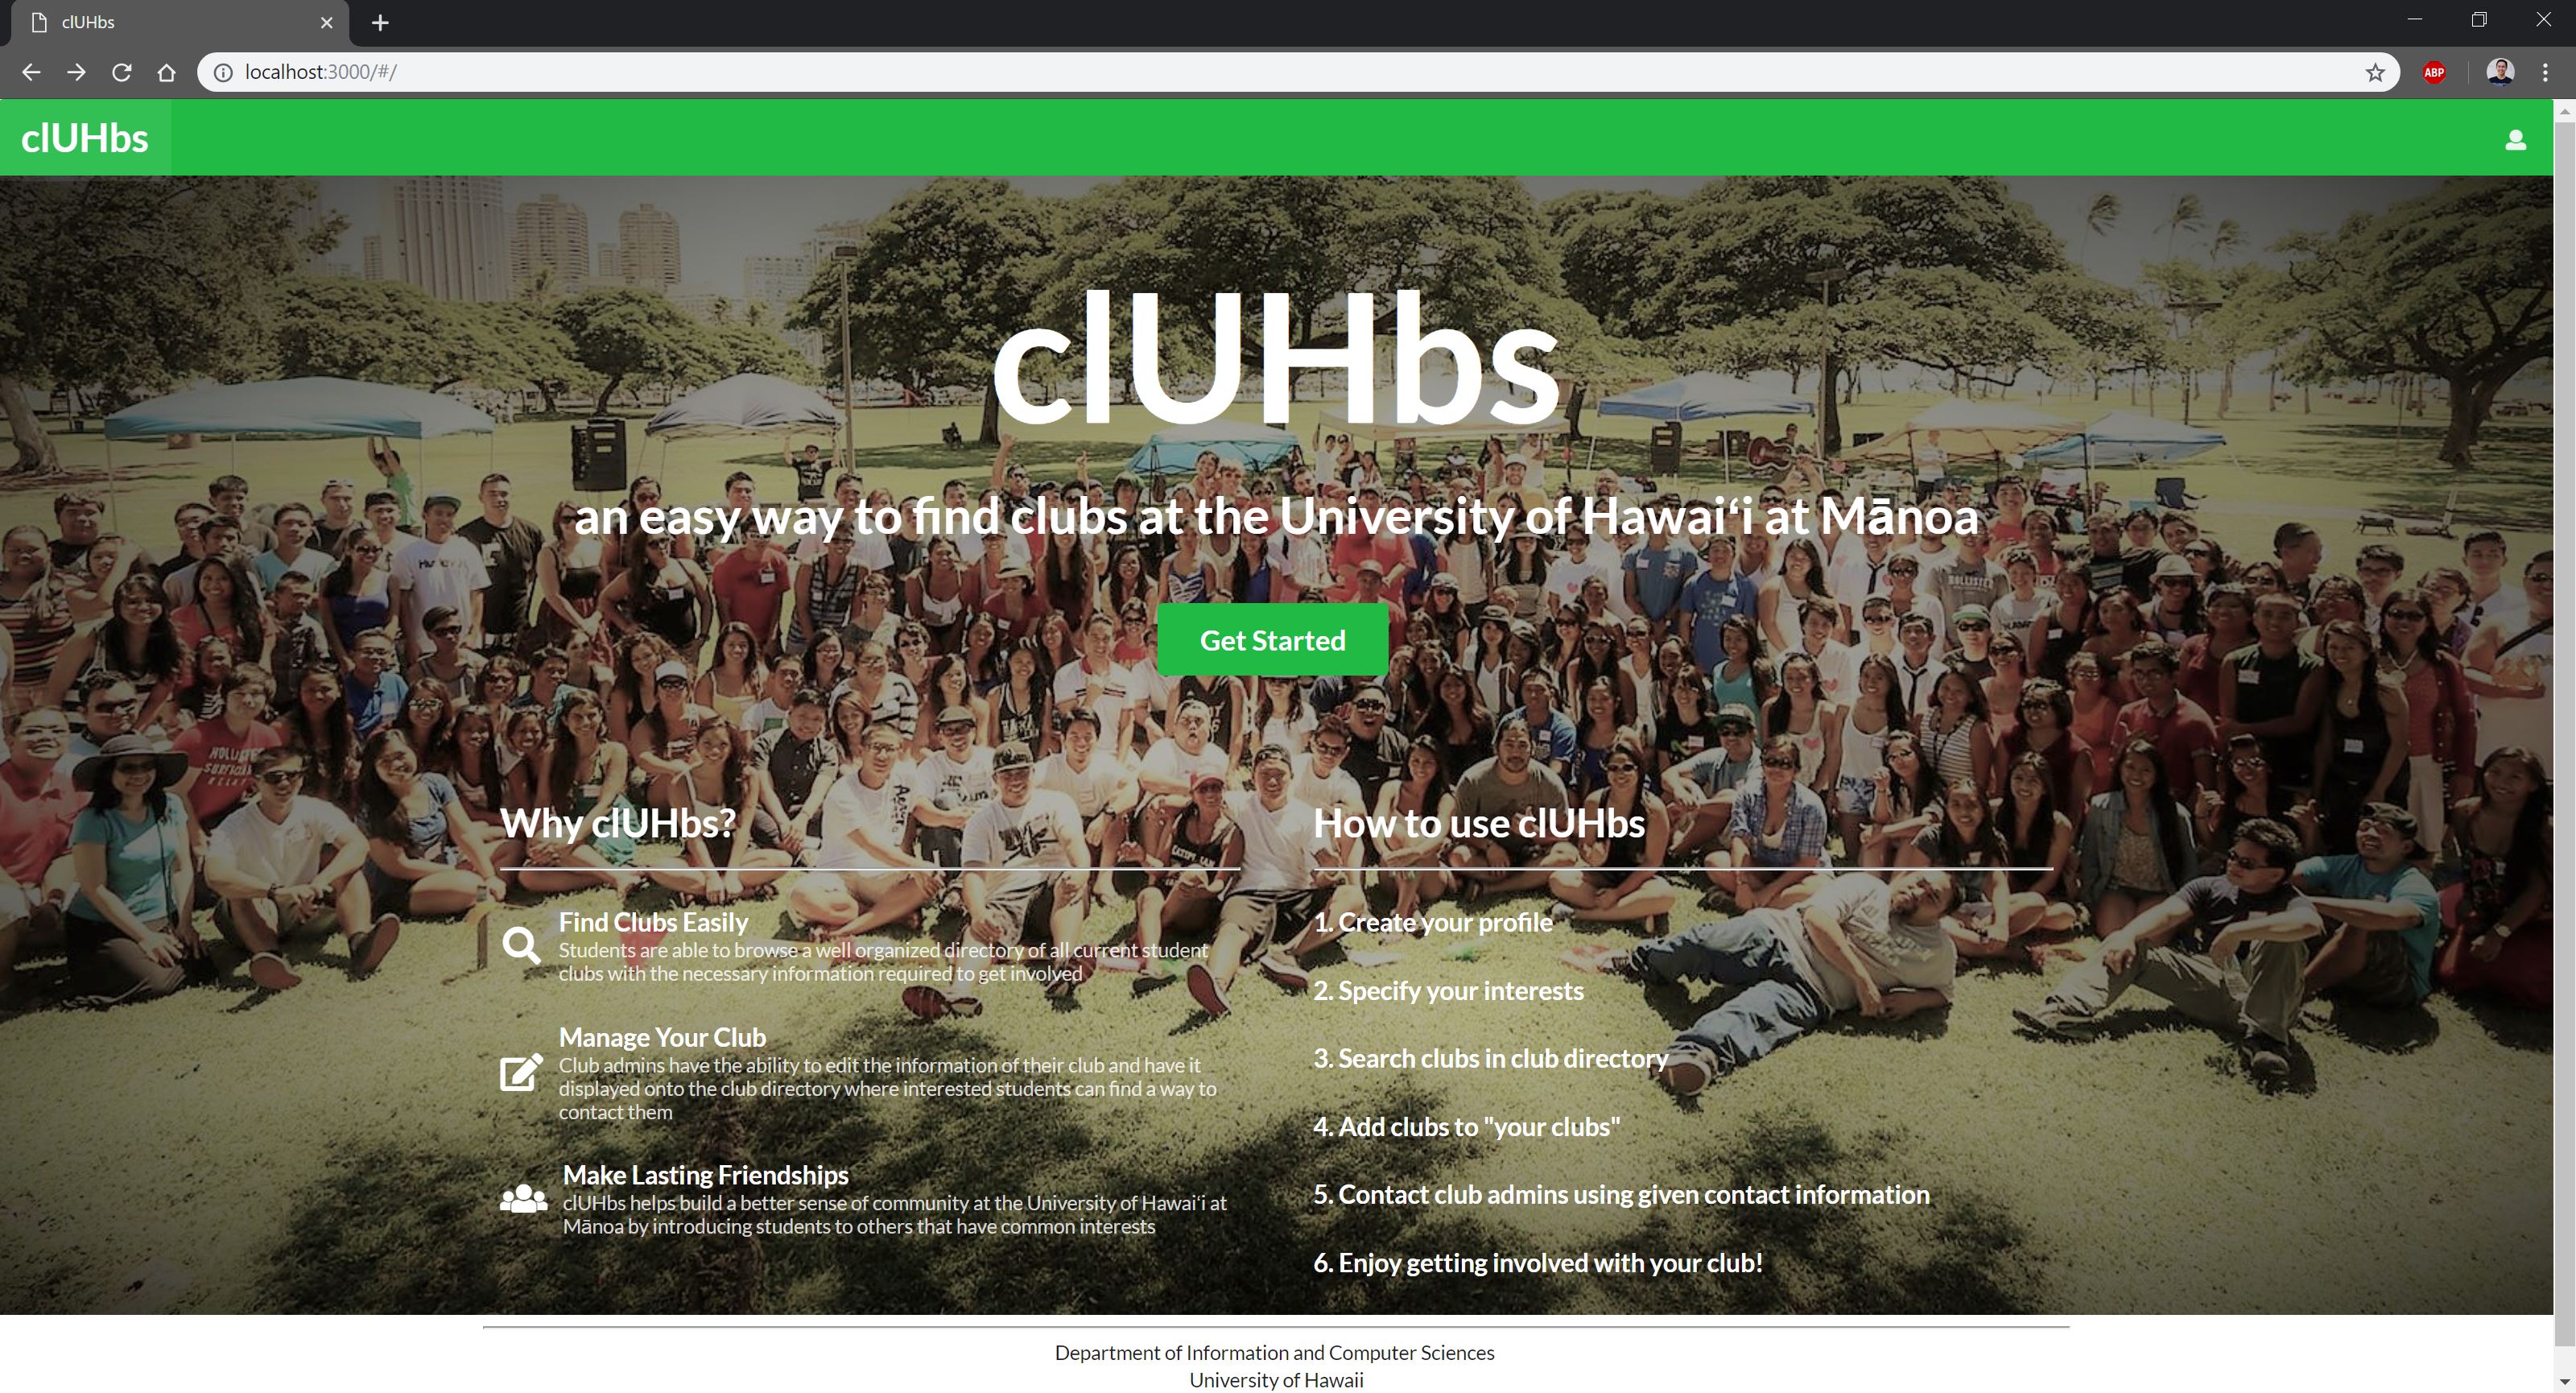 clUHbs
localhost:3000/#/
ABP
clUHbs
clUHbs
an easy way to find clubs at the University of Hawaiʻi at Mānoa
Get Started
HOLLISTER
Why clUHbs?
Find Clubs Easily
Students are able to browse a well organized directory of all current student
clubs with the necessary information required to get involved
Manage Your Club
Club admins have the ability to edit the information of their club and have it
displayed onto the club directory where interested students can find a way to
contact them
Make Lasting Friendships
clUHbs helps build a better sense of community at the University of Hawaiʻi at
Mānoa by introducing students to others that have common interests
How to use clUHbs
1. Create your profile
2. Specify your interests
3. Search clubs in club directory
4. Add clubs to "your clubs"
5. Contact club admins using given contact information
6. Enjoy getting involved with your club!
Department of Information and Computer Sciences
University of Hawaii